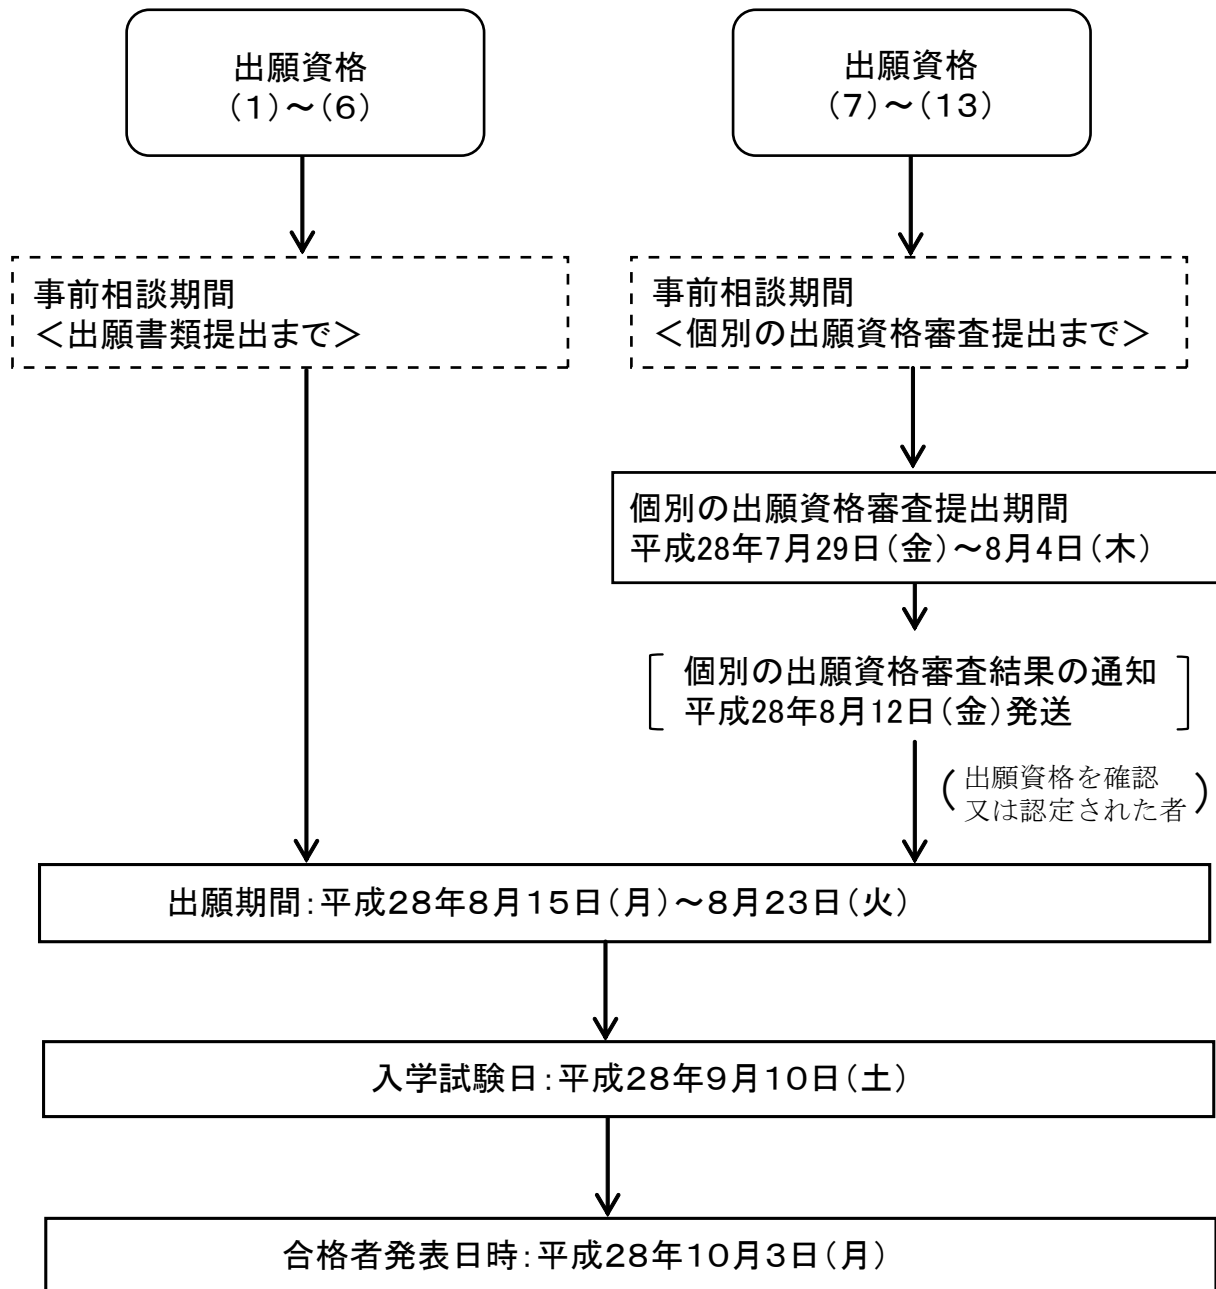 出願資格
（１）～（６）
出願資格
（７）～（１３）
事前相談期間
＜出願書類提出まで＞
事前相談期間
＜個別の出願資格審査提出まで＞
個別の出願資格審査提出期間
平成28年7月29日（金）～8月4日（木）
個別の出願資格審査結果の通知
平成28年8月12日（金）発送
（出願資格を確認
又は認定された者）
出願期間：平成２８年８月１５日（月）～８月２３日（火）
入学試験日：平成２８年９月１０日（土）
合格者発表日時：平成２８年１０月３日（月）